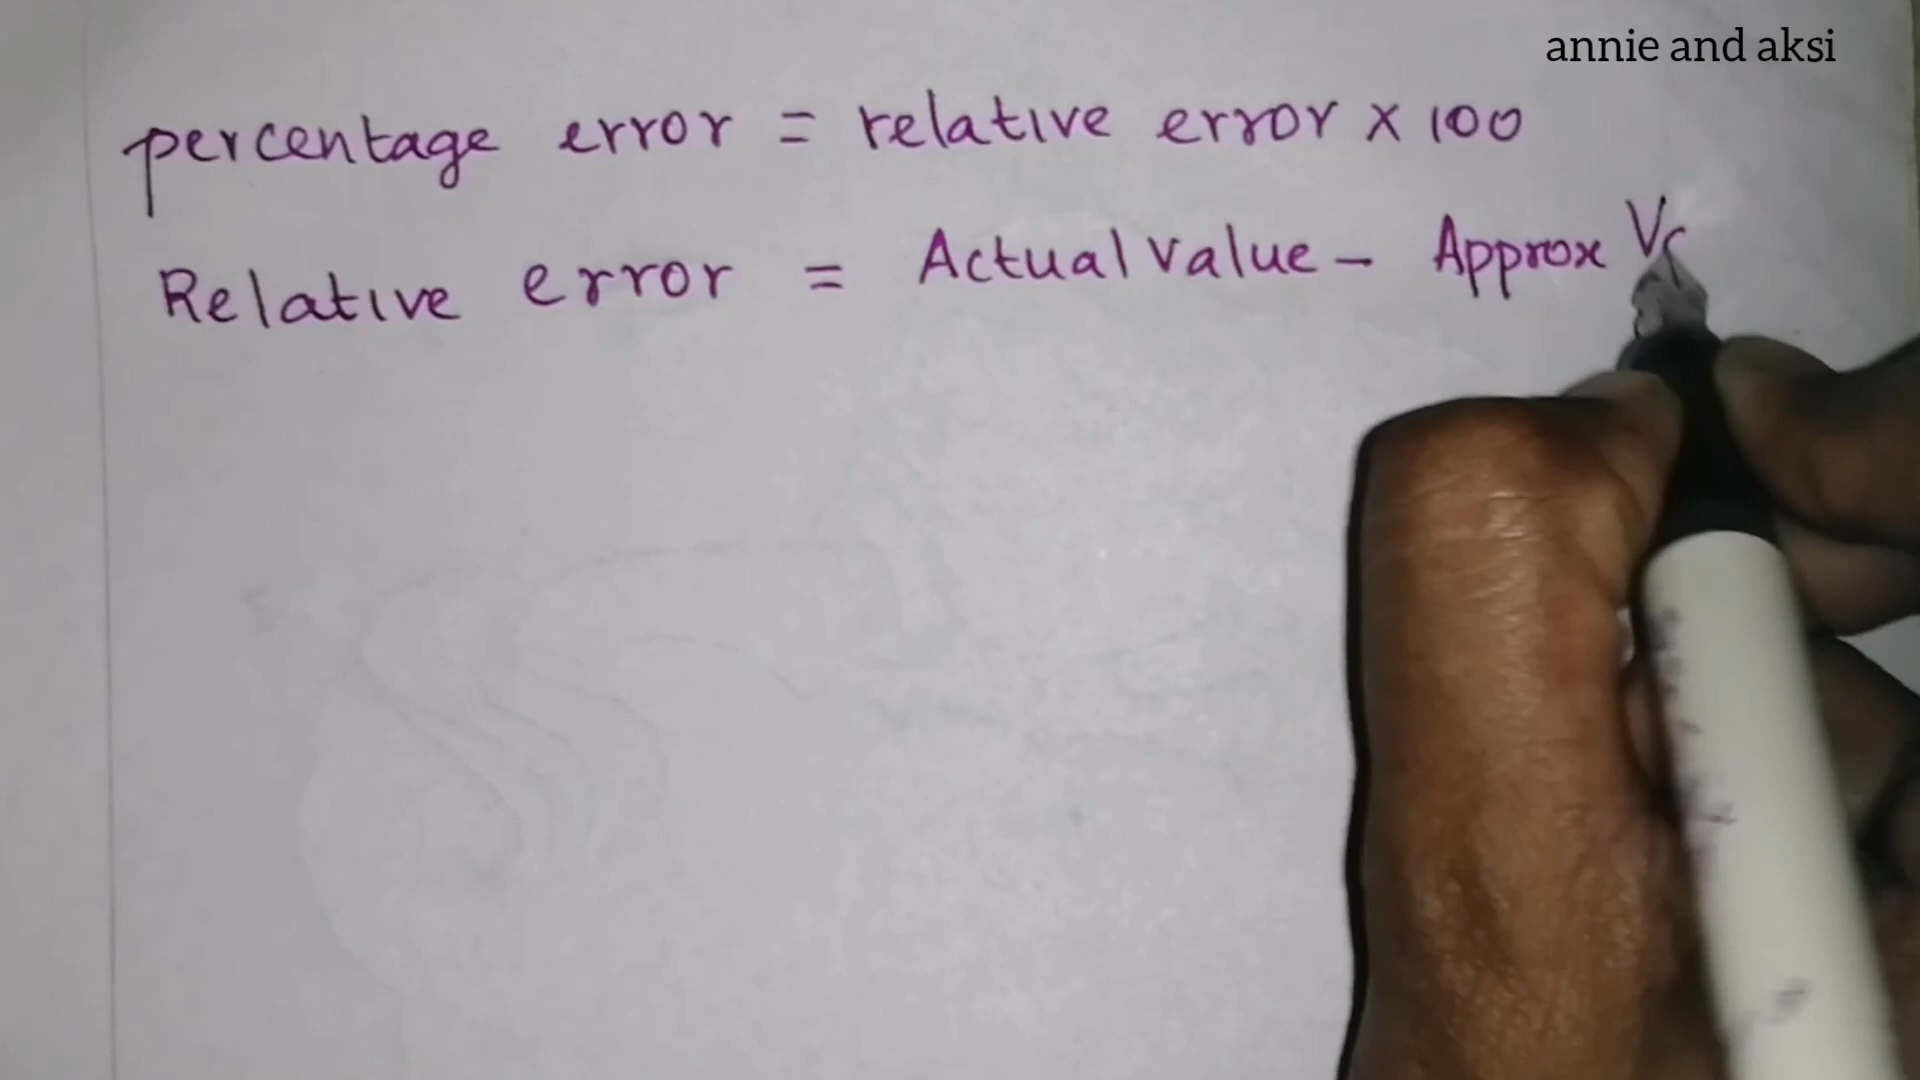 annie and aksi
percentage error = relative error x 100
Relative error = Actual value - Approx